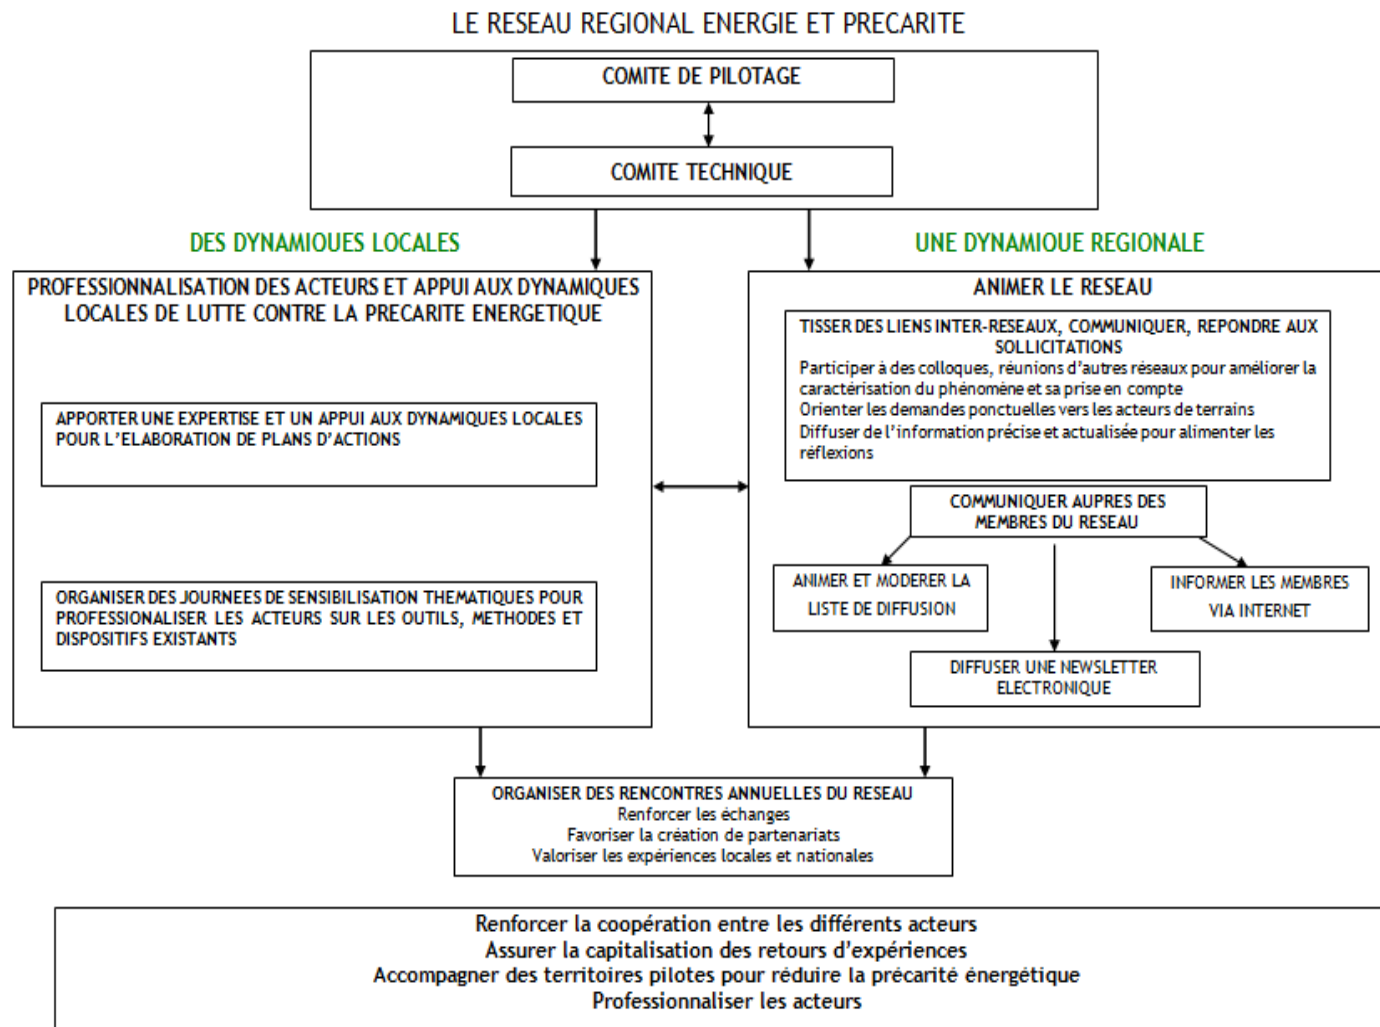 LE RESEAU REGIONAL ENERGIE ET PRECARITE
COMITE DE PILOTAGE
COMITE TECHNIQUE
DES DYNAMIQUES LOCALES
PROFESSIONNALISATION DES ACTEURS ET APPUI AUX DYNAMIQUES
LOCALES DE LUTTE CONTRE LA PRECARITE ENERGETIQUE
APPORTER UNE EXPERTISE ET UN APPUI AUX DYNAMIQUES LOCALES
POUR L'ELABORATION DE PLANS D'ACTIONS
ORGANISER DES JOURNEES DE SENSIBILISATION THEMATIQUES POUR
PROFESSIONALISER LES ACTEURS SUR LES OUTILS, METHODES ET
DISPOSITIFS EXISTANTS
UNE DYNAMIQUE REGIONALE
ANIMER LE RESEAU
TISSER DES LIENS INTER-RESEAUX, COMMUNIQUER, REPONDRE AUX
SOLLICITATIONS
Participer à des colloques, réunions d'autres réseaux pour améliorer la
caractérisation du phénomène et sa prise en compte
Orienter les demandes ponctuelles vers les acteurs de terrains
Diffuser de l'information précise et actualisée pour alimenter les
réflexions
COMMUNIQUER AUPRES DES
MEMBRES DU RESEAU
ANIMER ET MODERER LA
LISTE DE DIFFUSION
INFORMER LES MEMBRES
VIA INTERNET
DIFFUSER UNE NEWSLETTER
ELECTRONIQUE
ORGANISER DES RENCONTRES ANNUELLES DU RESEAU
Renforcer les échanges
Favoriser la création de partenariats
Valoriser les expériences locales et nationales
Renforcer la coopération entre les différents acteurs
Assurer la capitalisation des retours d'expériences
Accompagner des territoires pilotes pour réduire la précarité énergétique
Professionnaliser les acteurs